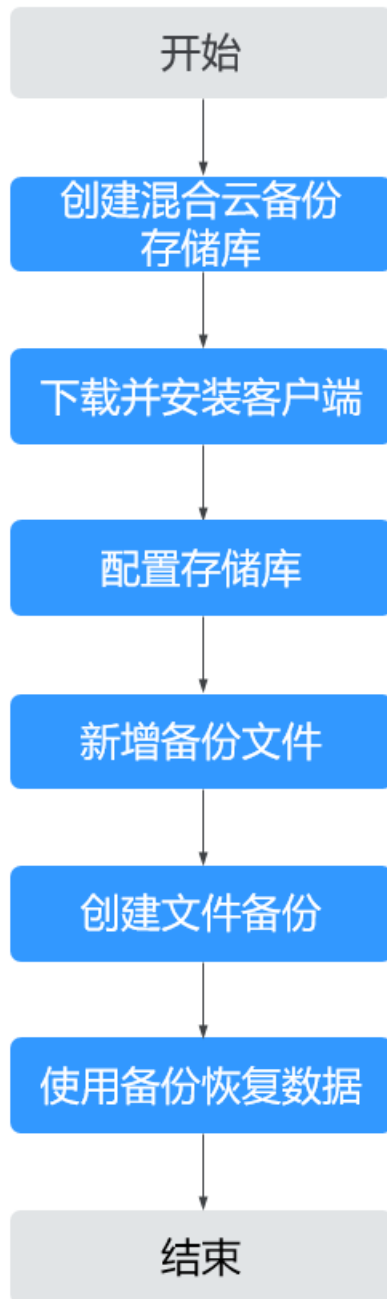 开始
创建混合云备份
存储库
下载并安装客户端
配置存储库
新增备份文件
创建文件备份
使用备份恢复数据
结束